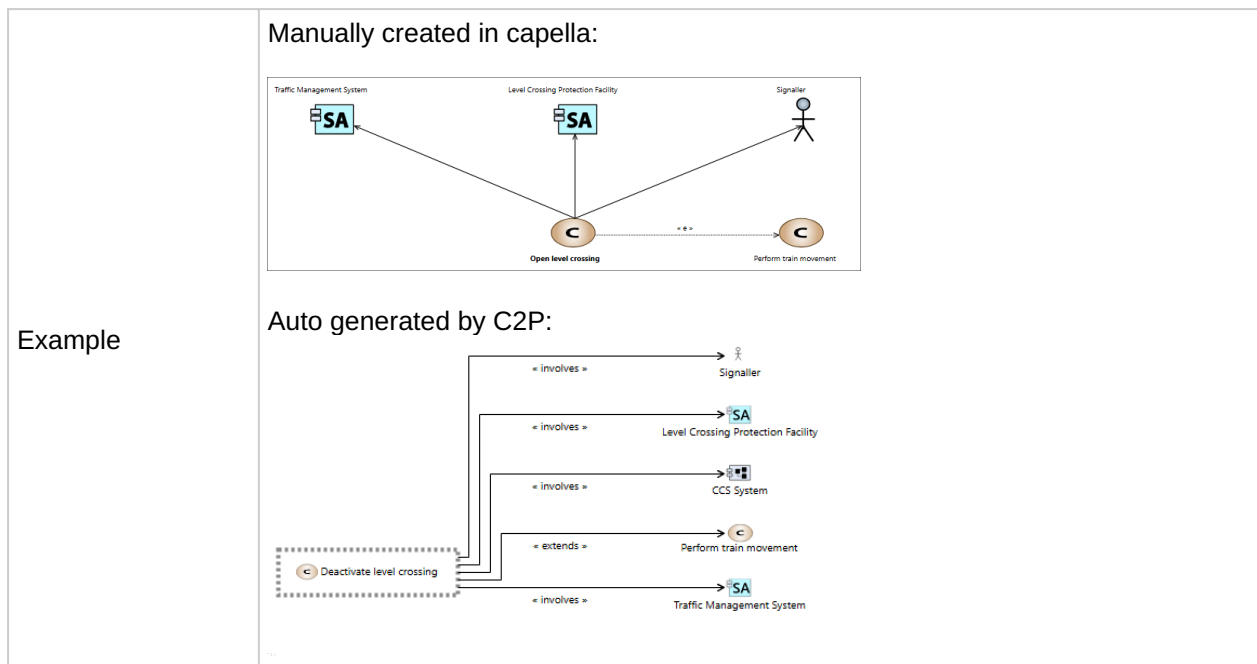 Example
Manually created in capella:
Traffic Management System
Level Crossing Protection Facility
Signaller
SA
SA
C
« e »
C
Open level crossing
Perform train movement
Auto generated by C2P:
« involves »
Signaller
SA
« involves »
Level Crossing Protection Facility
« involves »
CCS System
C
« extends »
Perform train movement
C Deactivate level crossing
SA
« involves »
Traffic Management System